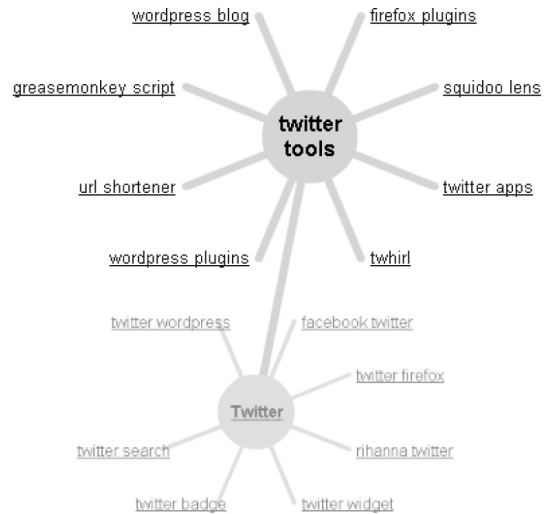 wordpress blog
firefox plugins
greasemonkey script
squidoo lens
twitter
tools
url shortener
twitter apps
wordpress plugins
twhirl
twitter wordpress
facebook twitter
twitter firefox
Twitter
twitter search
rihanna twitter
twitter badge
twitter widget